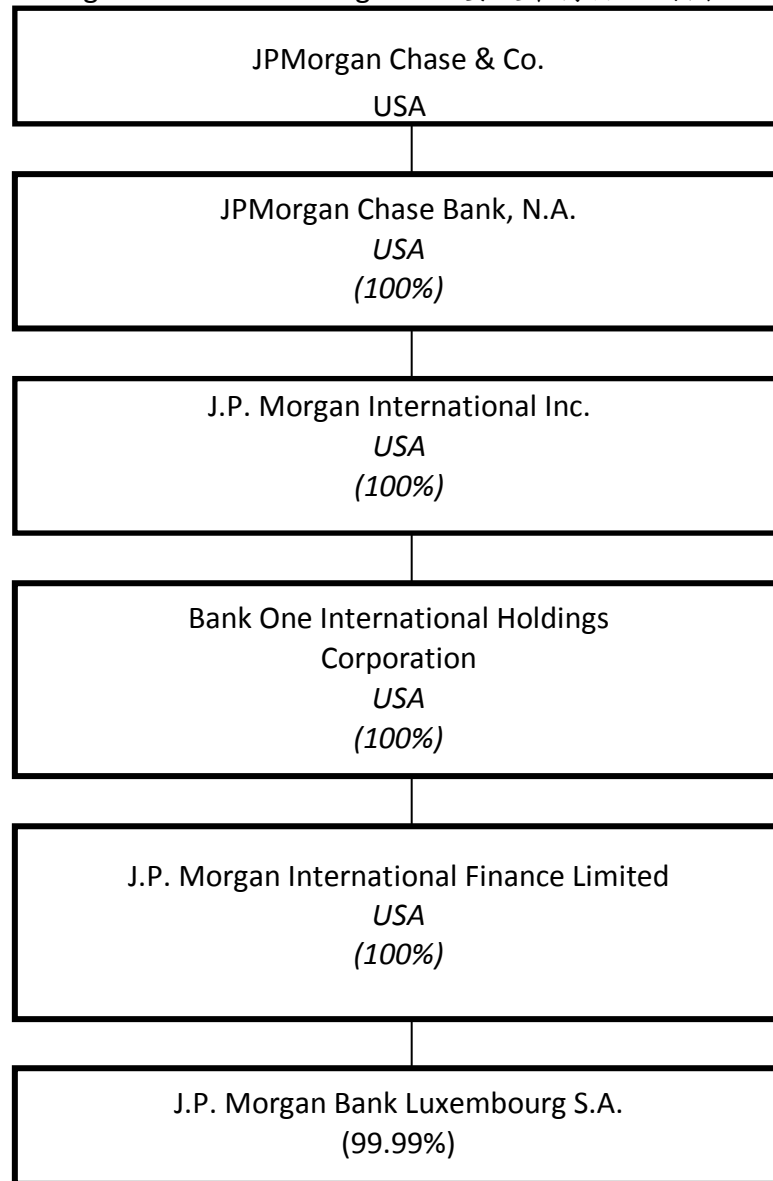 JPMorgan Chase & Co.
USA
JPMorgan Chase Bank, N.A.
USA
(100%)
J.P. Morgan International Inc.
USA
(100%)
Bank One International Holdings
Corporation
USA
(100%)
J.P. Morgan International Finance Limited
USA
(100%)
J.P. Morgan Bank Luxembourg S.A.
(99.99%)